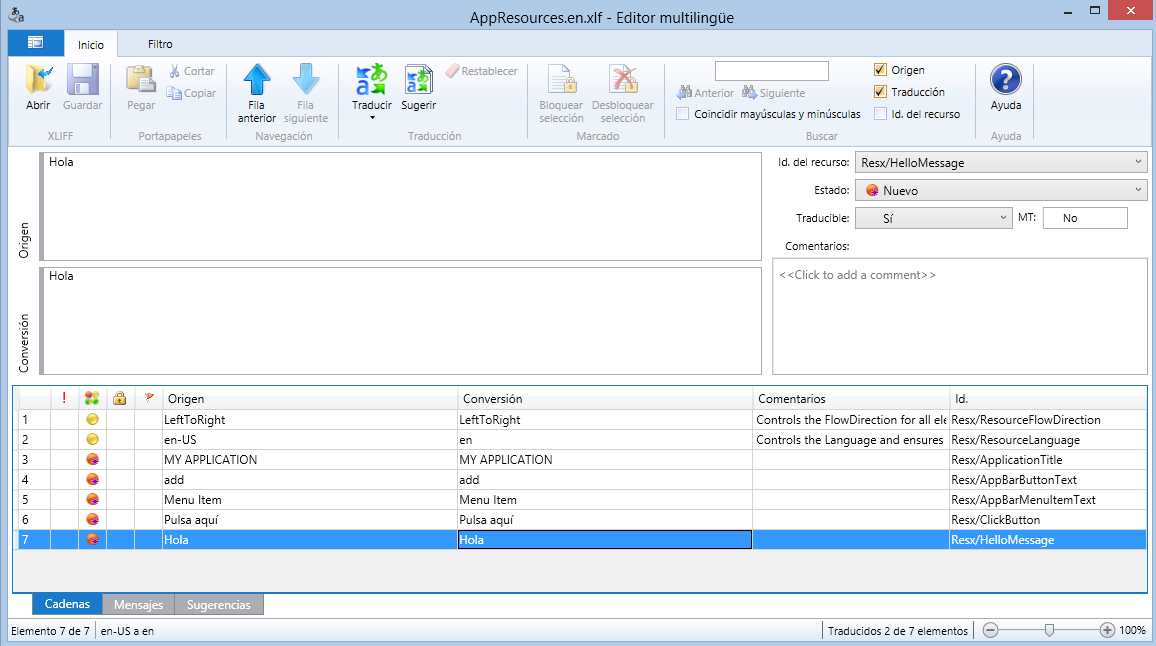 AppResources.en.xlf - Editor multilingüe
Inicio
Filtro
Abrir
Guardar
XLIFF
Pegar
Cortar
Copiar
Portapapeles
Fila anterior
Fila siguiente
Navegación
Traducir
Sugerir
Restablecer
Traducción
Bloquear selección
Desbloquear selección
Marcado
Anterior
Siguiente
Coincidir mayúsculas y minúsculas
Origen
Traducción
Id. del recurso
Buscar
Ayuda
Ayuda
Origen
Hola
Conversión
Hola
Id. del recurso: Resx/HelloMessage
Estado: Nuevo
Traducible: Sí MT: No
Comentarios:
<<Click to add a comment>>
! Origen Conversión Comentarios Id.
1 LeftToRight LeftToRight Controls the FlowDirection for all ele Resx/ResourceFlowDirection
2 en-US en Controls the Language and ensures Resx/ResourceLanguage
3 MY APPLICATION MY APPLICATION Resx/ApplicationTitle
4 add add Resx/AppBarButtonText
5 Menu Item Menu Item Resx/AppBarMenuItemText
6 Pulsa aquí Pulsa aquí Resx/ClickButton
7 Hola Hola Resx/HelloMessage
Cadenas Mensajes Sugerencias
Elemento 7 de 7 en-US a en Traducidos 2 de 7 elementos 100%